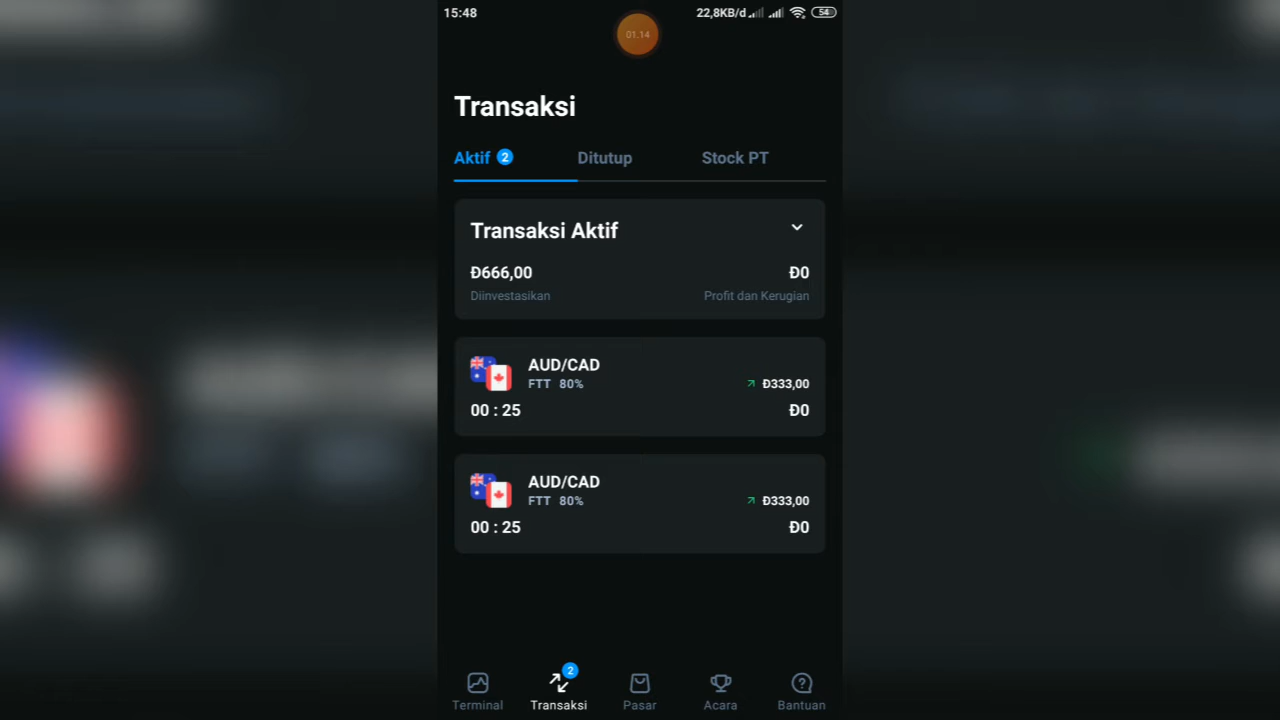 15:48
22,8KB/d
54
01.14
Transaksi
Aktif 2
Ditutup
Stock PT
Transaksi Aktif
Đ666,00
Đ0
Diinvestasikan
Profit dan Kerugian
AUD/CAD
FTT 80%
Đ333,00
00 : 25
Đ0
AUD/CAD
FTT 80%
Đ333,00
00 : 25
Đ0
2
Terminal
Transaksi
Pasar
Acara
Bantuan